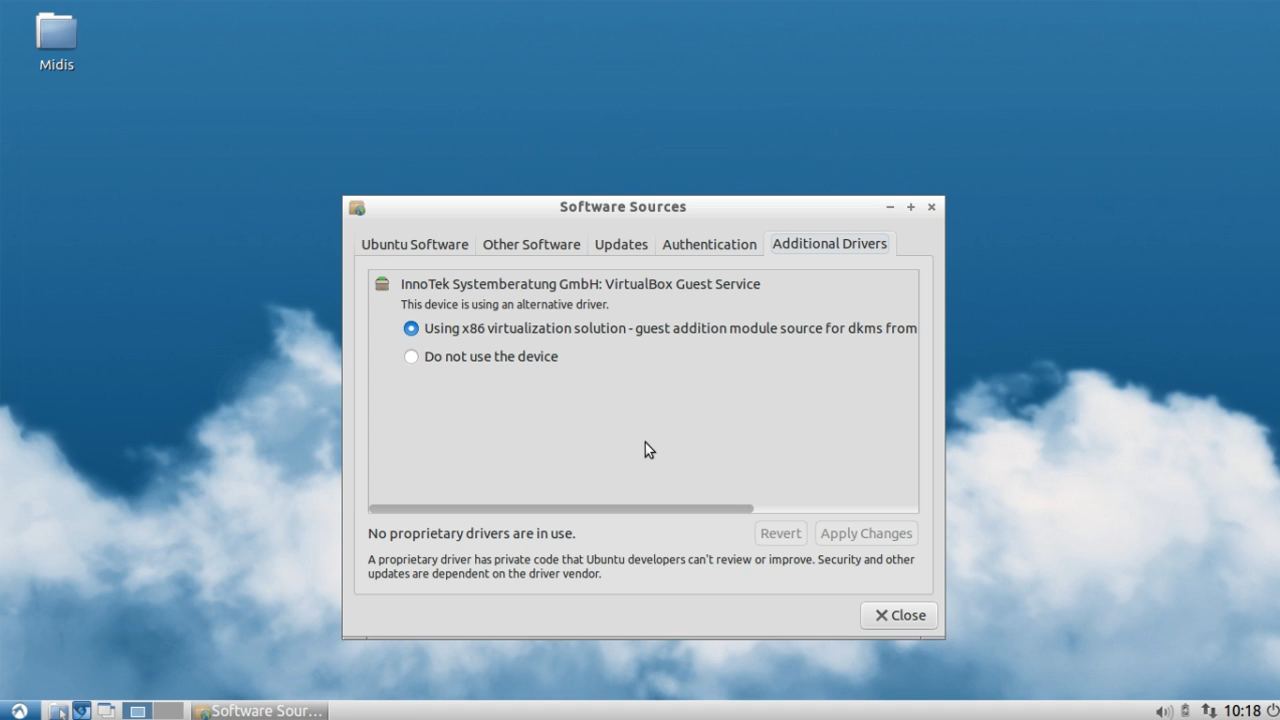 Midis
Software Sources
Ubuntu Software
Other Software
Updates
Authentication
Additional Drivers
InnoTek Systemberatung GmbH: VirtualBox Guest Service
This device is using an alternative driver.
Using x86 virtualization solution - guest addition module source for dkms from
Do not use the device
No proprietary drivers are in use.
Revert
Apply Changes
A proprietary driver has private code that Ubuntu developers can't review or improve. Security and other
updates are dependent on the driver vendor.
Close
Software Sour...
10:18